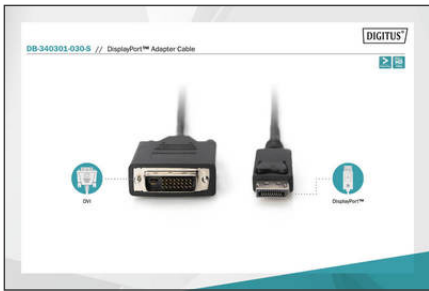 DIGITUS®
DB-340301-030-S // DisplayPort™ Adapter Cable
DVI
DisplayPort™